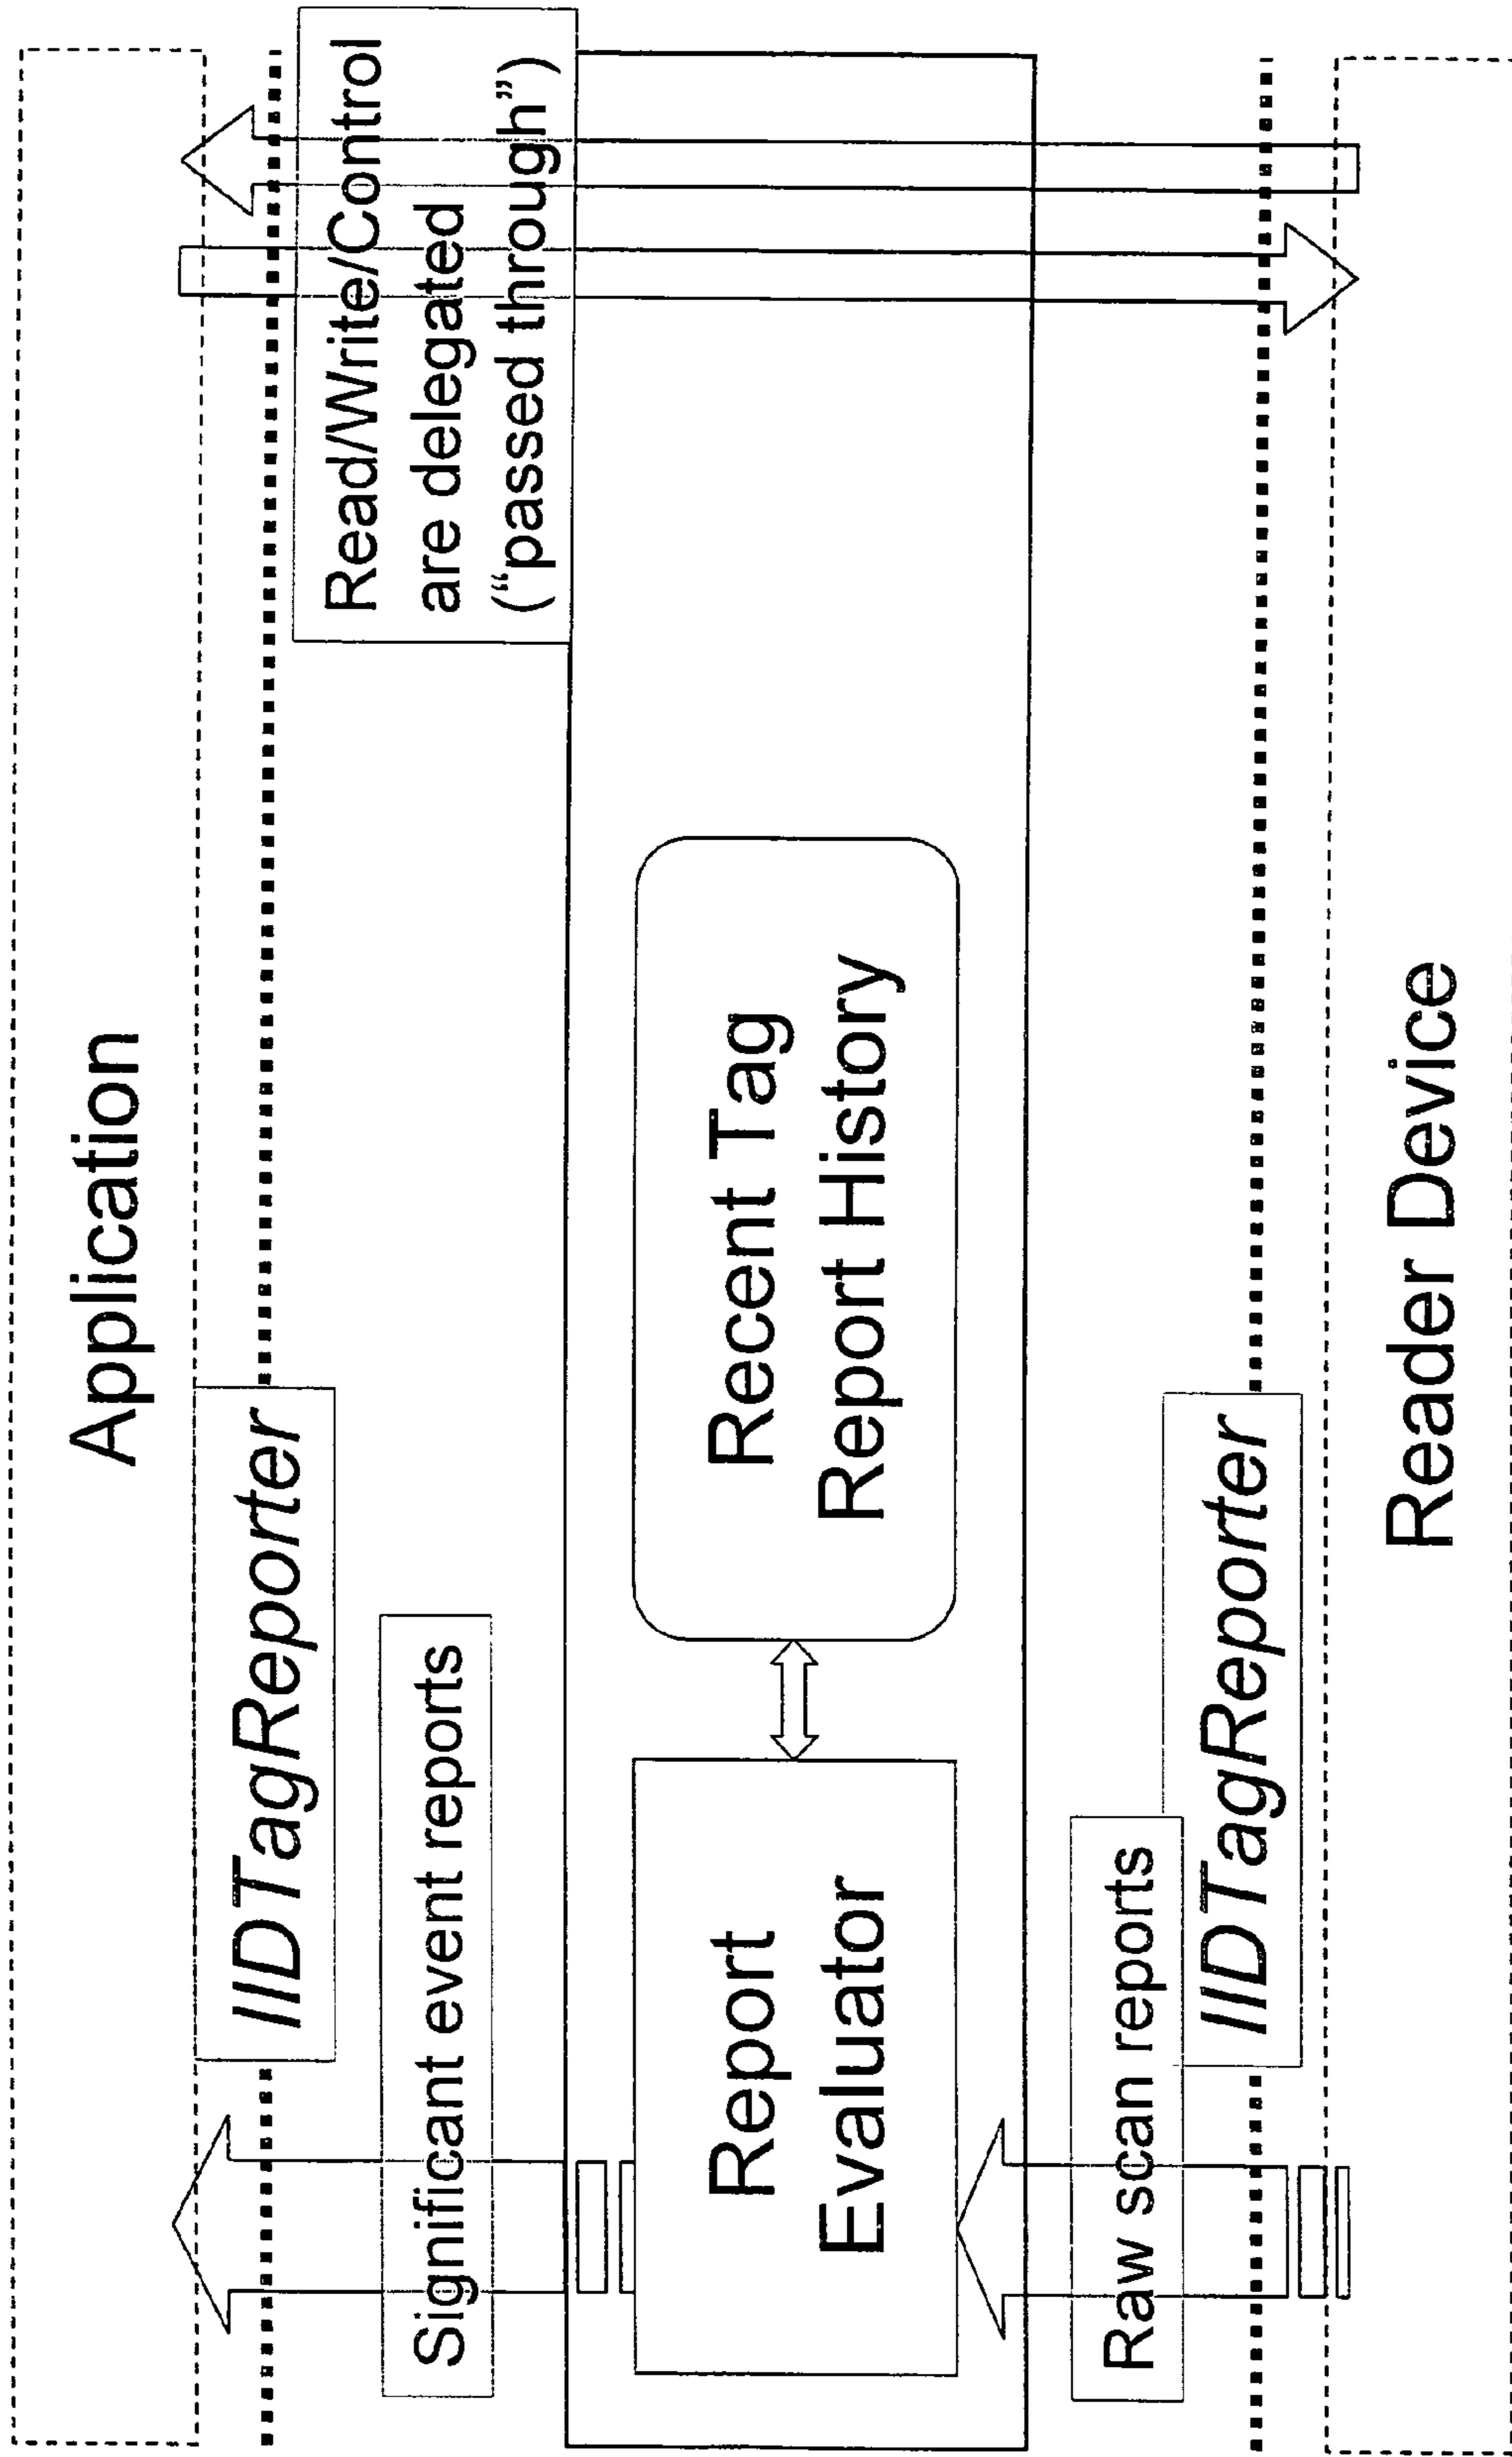 Application
IIDTagReporter
Significant event reports
Read/Write/Control
are delegated
(“passed through”)
Report
Evaluator
Recent Tag
Report History
Raw scan reports
IIDTagReporter
Reader Device